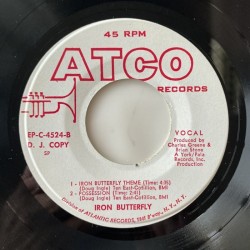 45 RPM
ATCO
RECORDS
EP-C-4524-B
D. J. COPY
VOCAL
Produced by
Charles Greene &
Brian Stone
A York/Pala
Records Inc.
Production
1 - IRON BUTTERFLY THEME (Time: 4:15)
(Doug Ingle) Ten East-Cotillion, BMI
2 - POSSESSION (Time: 2:41)
(Doug Ingle) Ten East-Cotillion, BMI
IRON BUTTERFLY
DIVISION OF ATLANTIC RECORDS, 1841 B'way, N. Y., N. Y.